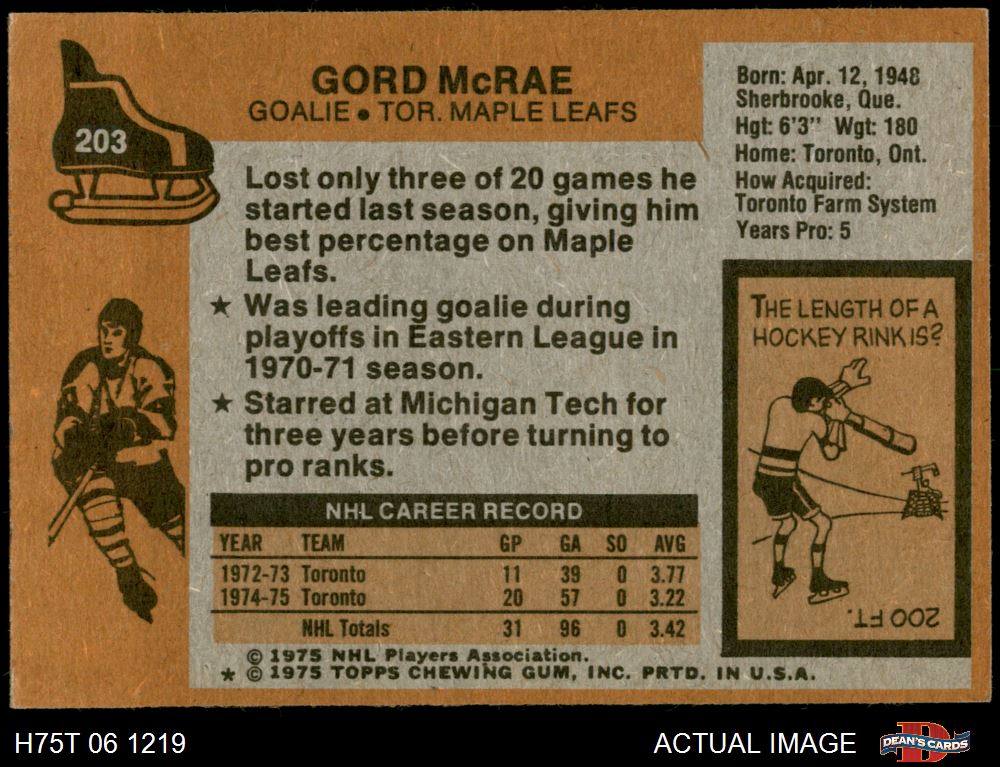 203
GORD McRAE
GOALIE • TOR. MAPLE LEAFS
Born: Apr. 12, 1948
Sherbrooke, Que.
Hgt: 6'3" Wgt: 180
Home: Toronto, Ont.
How Acquired:
Toronto Farm System
Years Pro: 5
Lost only three of 20 games he
started last season, giving him
best percentage on Maple
Leafs.
★ Was leading goalie during
playoffs in Eastern League in
1970-71 season.
★ Starred at Michigan Tech for
three years before turning to
pro ranks.
THE LENGTH OF A
HOCKEY RINK IS?
200 FT.
NHL CAREER RECORD
YEAR TEAM GP GA SO AVG
1972-73 Toronto 11 39 0 3.77
1974-75 Toronto 20 57 0 3.22
NHL Totals 31 96 0 3.42
© 1975 NHL Players Association.
* © 1975 TOPPS CHEWING GUM, INC. PRTD. IN U.S.A.
H75T 06 1219
ACTUAL IMAGE
D
DEAN'S CARDS